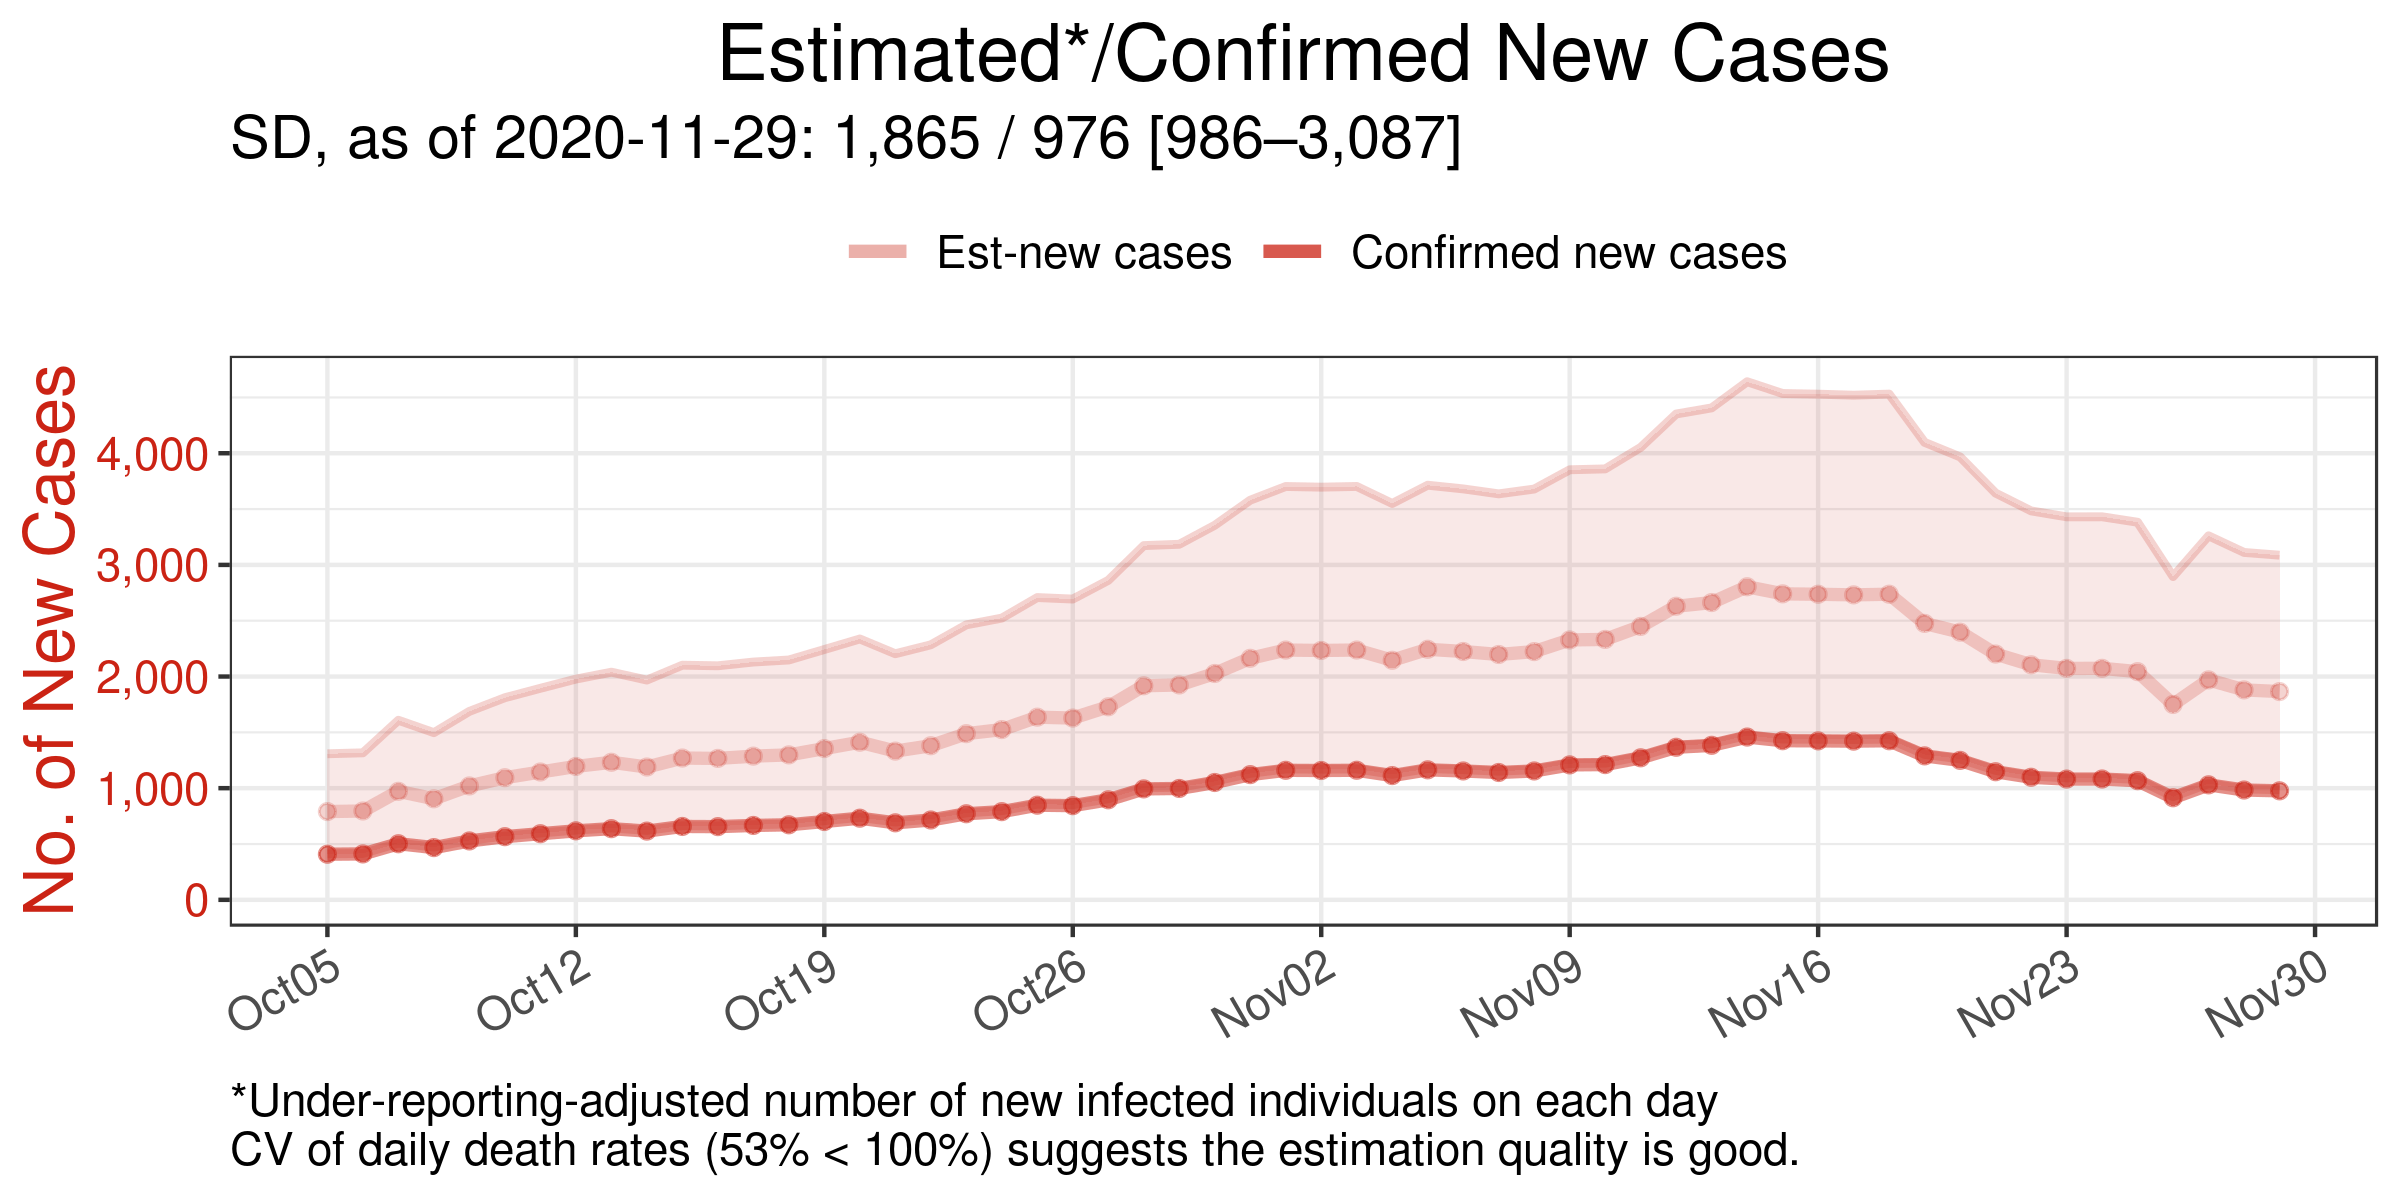 Estimated*/Confirmed New Cases
SD, as of 2020-11-29: 1,865 / 976 [986–3,087]
Est-new cases
Confirmed new cases
No. of New Cases
4,000
3,000
2,000
1,000
0
Oct05
Oct12
Oct19
Oct26
Nov02
Nov09
Nov16
Nov23
Nov30
*Under-reporting-adjusted number of new infected individuals on each day
CV of daily death rates (53% < 100%) suggests the estimation quality is good.